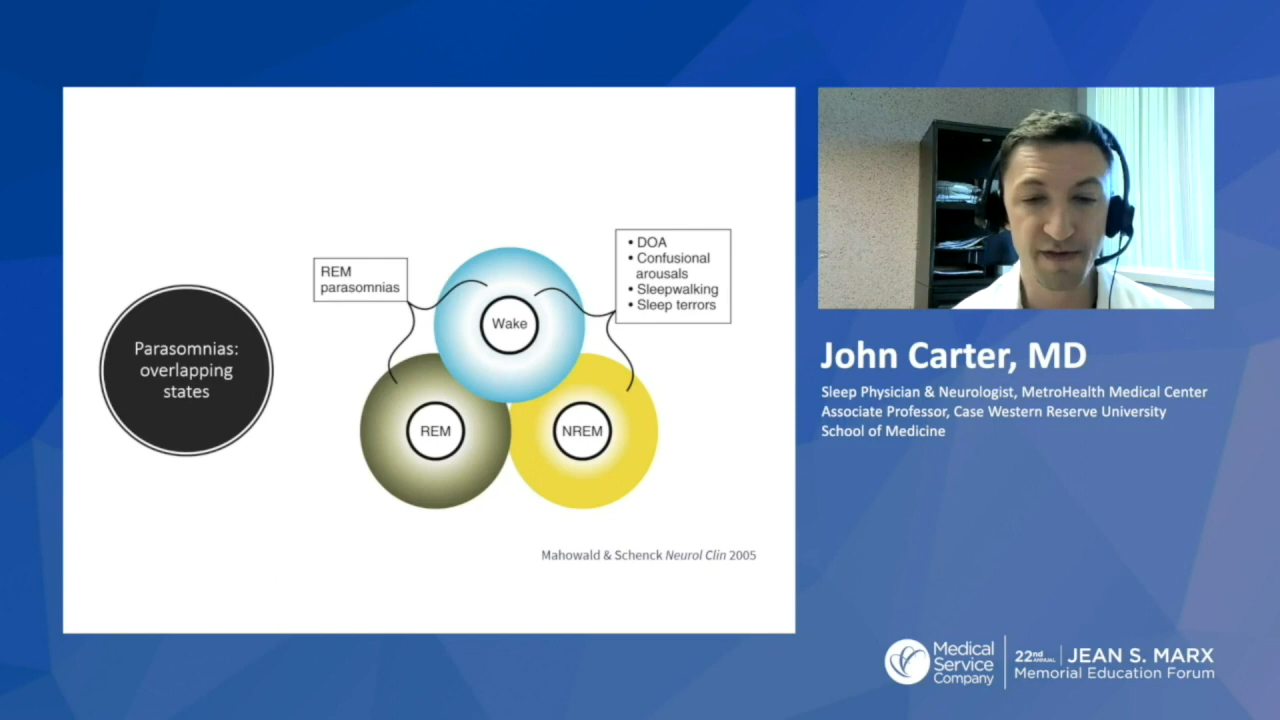 Parasomnias:
overlapping
states
REM
parasomnias
• DOA
• Confusional
arousals
• Sleepwalking
• Sleep terrors
Wake
REM
NREM
Mahowald & Schenck Neurol Clin 2005
John Carter, MD
Sleep Physician & Neurologist, MetroHealth Medical Center
Associate Professor, Case Western Reserve University
School of Medicine
Medical
Service
Company
22nd ANNUAL JEAN S. MARX
Memorial Education Forum